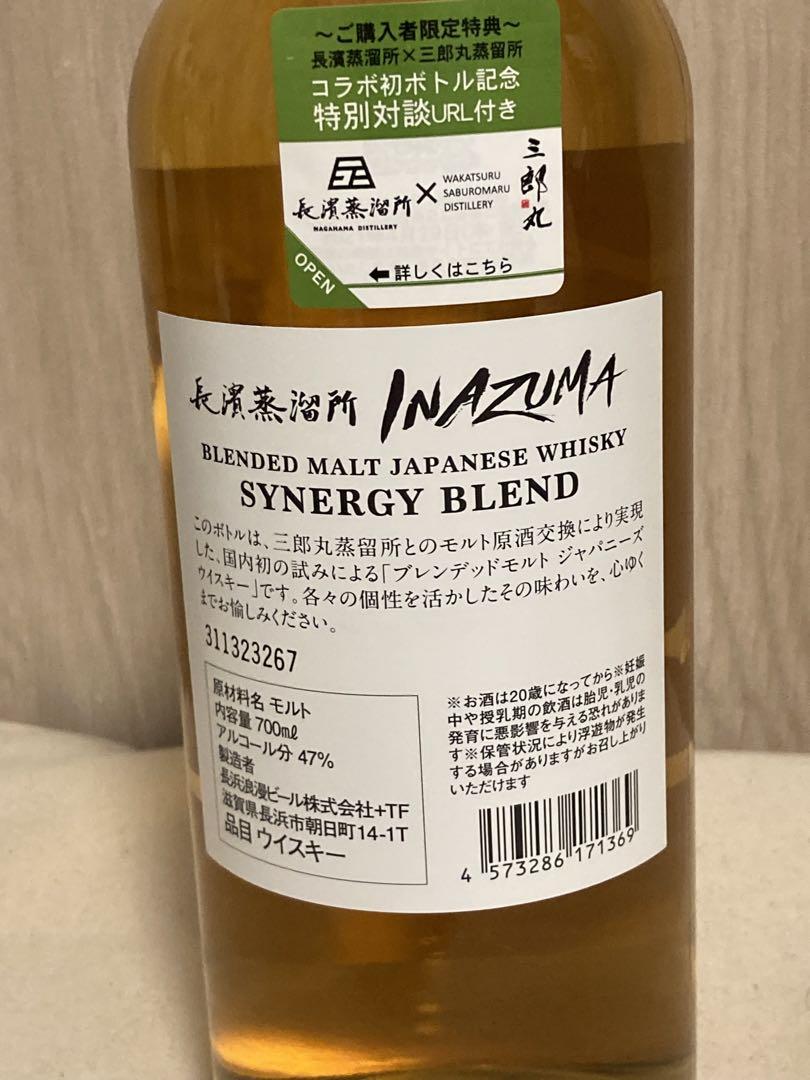 ～ご購入者限定特典～
長濱蒸溜所×三郎丸蒸留所
コラボ初ボトル記念
特別対談URL付き
長濱蒸溜所
NAGAHAMA DISTILLERY
×
WAKATSURU
SABUROMARU
DISTILLERY
三郎丸
OPEN
←詳しくはこちら
長濱蒸溜所 INAZUMA
BLENDED MALT JAPANESE WHISKY
SYNERGY BLEND
このボトルは、三郎丸蒸留所とのモルト原酒交換により実現
した、国内初の試みによる「ブレンデッドモルト ジャパニーズ
ウイスキー」です。各々の個性を活かしたその味わいを、心ゆく
までお愉しみください。
311323267
原材料名 モルト
内容量 700mℓ
アルコール分 47%
製造者
長浜浪漫ビール株式会社+TF
滋賀県長浜市朝日町14-1T
品目 ウイスキー
※お酒は20歳になってから※妊娠
中や授乳期の飲酒は胎児・乳児の
発育に悪影響を与える恐れがありま
す※保管状況により浮遊物が発生
する場合がありますがお召し上がり
いただけます
4 573286 171369